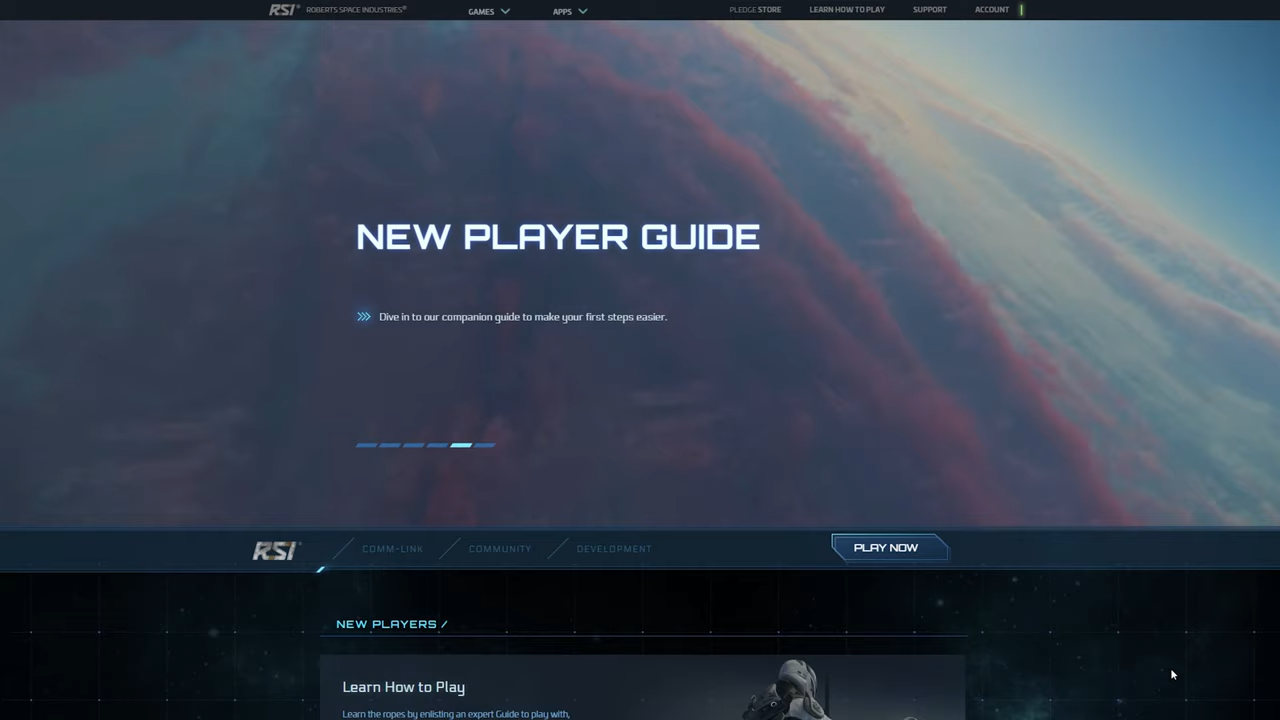 RSI® ROBERTS SPACE INDUSTRIES®
GAMES
APPS
PLEDGE STORE
LEARN HOW TO PLAY
SUPPORT
ACCOUNT
NEW PLAYER GUIDE
Dive in to our companion guide to make your first steps easier.
RSI
COMM-LINK
COMMUNITY
DEVELOPMENT
PLAY NOW
NEW PLAYERS /
Learn How to Play
Learn the ropes by enlisting an expert Guide to play with,